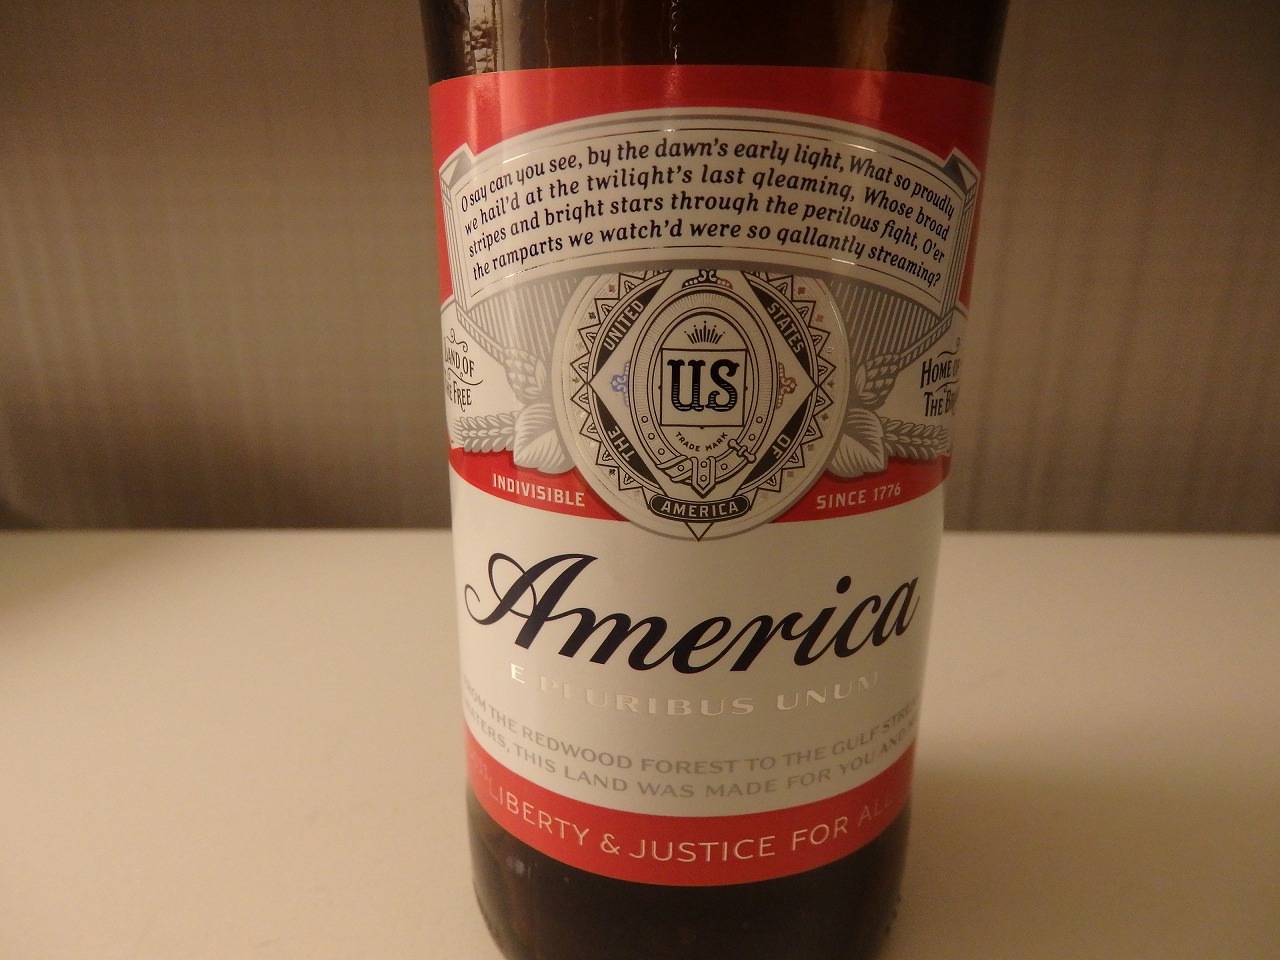 O say can you see, by the dawn's early light, What so proudly
we hail'd at the twilight's last gleaming, Whose broad
stripes and bright stars through the perilous fight, O'er
the ramparts we watch'd were so gallantly streaming?
LAND OF
THE FREE
HOME OF
THE
UNITED
STATES
US
TRADE MARK
THE
OF
AMERICA
INDIVISIBLE
SINCE 1776
America
E PLURIBUS UNUM
FROM THE REDWOOD FOREST TO THE GULF STREAM
WATERS, THIS LAND WAS MADE FOR YOU AND
LIBERTY & JUSTICE FOR ALL